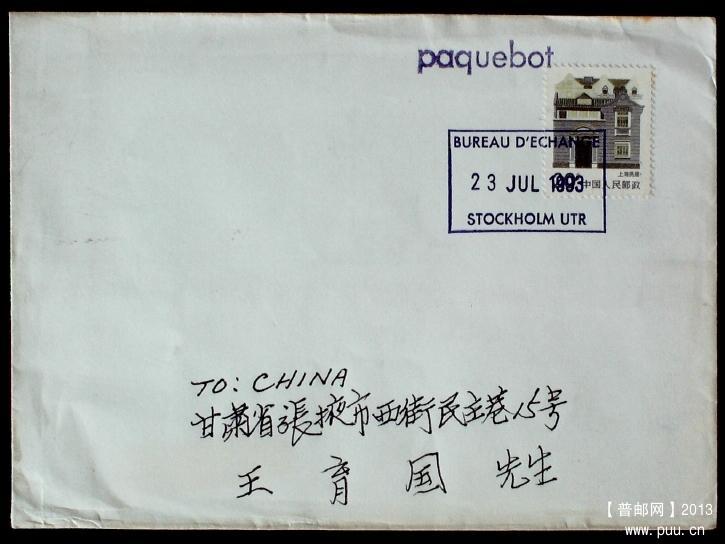 paquebot
BUREAU D'ECHANGE
23 JUL 1993
STOCKHOLM UTR
上海民居
中国人民邮政
TO: CHINA
甘肃省張掖市西街民主巷15号
王育国 先生
【普邮网】2013
www.puu.cn